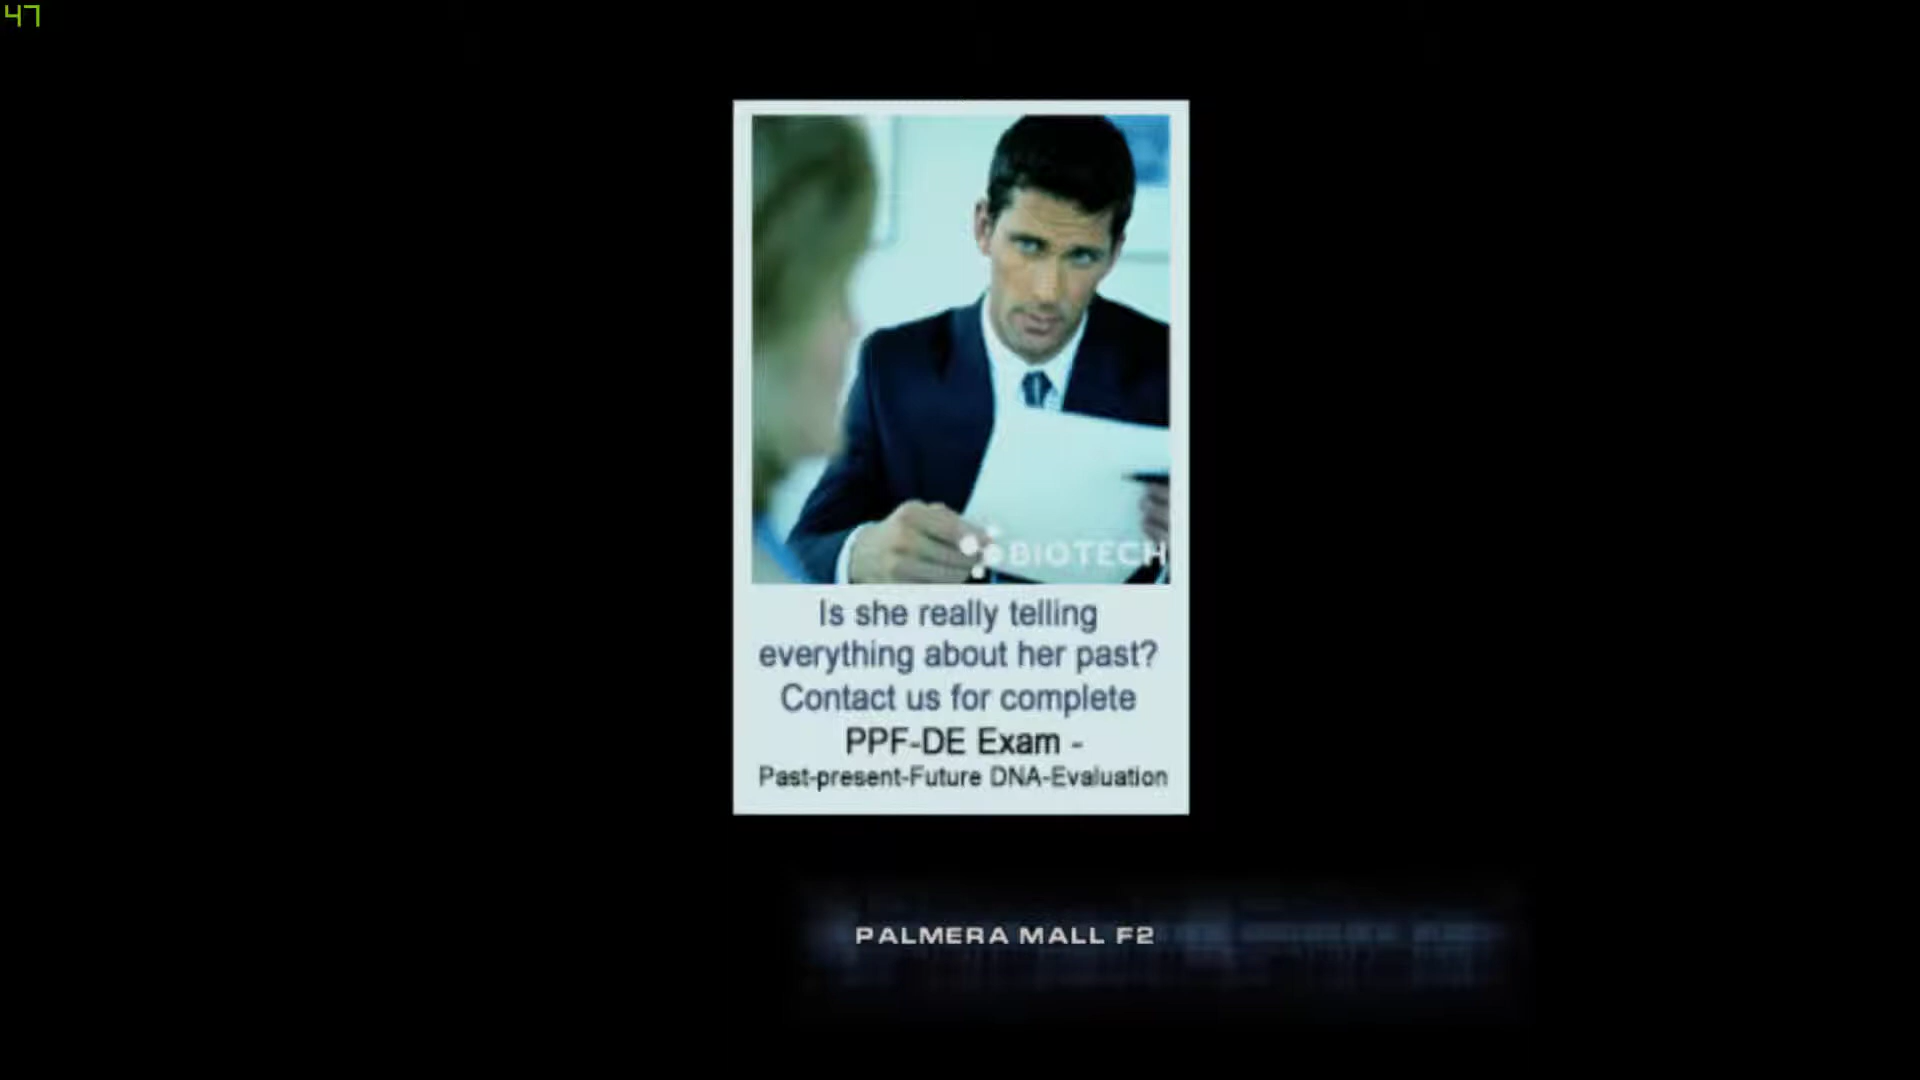 47
BIOTECH
Is she really telling
everything about her past?
Contact us for complete
PPF-DE Exam -
Past-present-Future DNA-Evaluation
PALMERA MALL F2